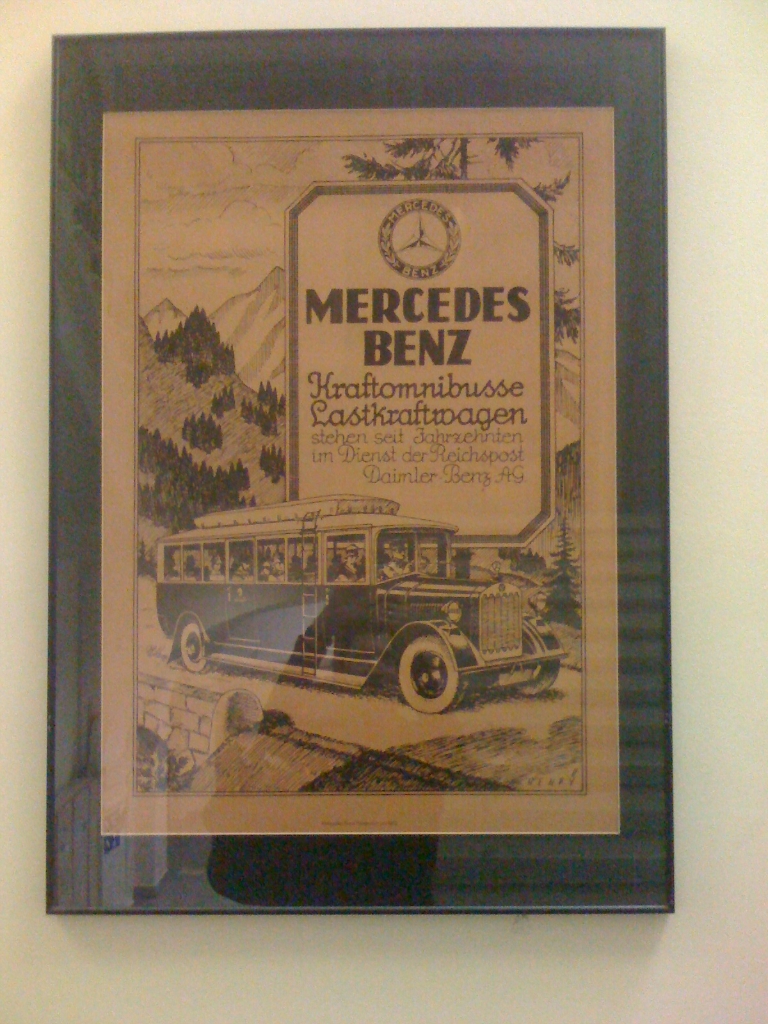 MERCEDES
BENZ
MERCEDES
BENZ
Kraftomnibusse
Lastkraftwagen
stehen seit Jahrzehnten
im Dienst der Reichspost
Daimler-Benz AG